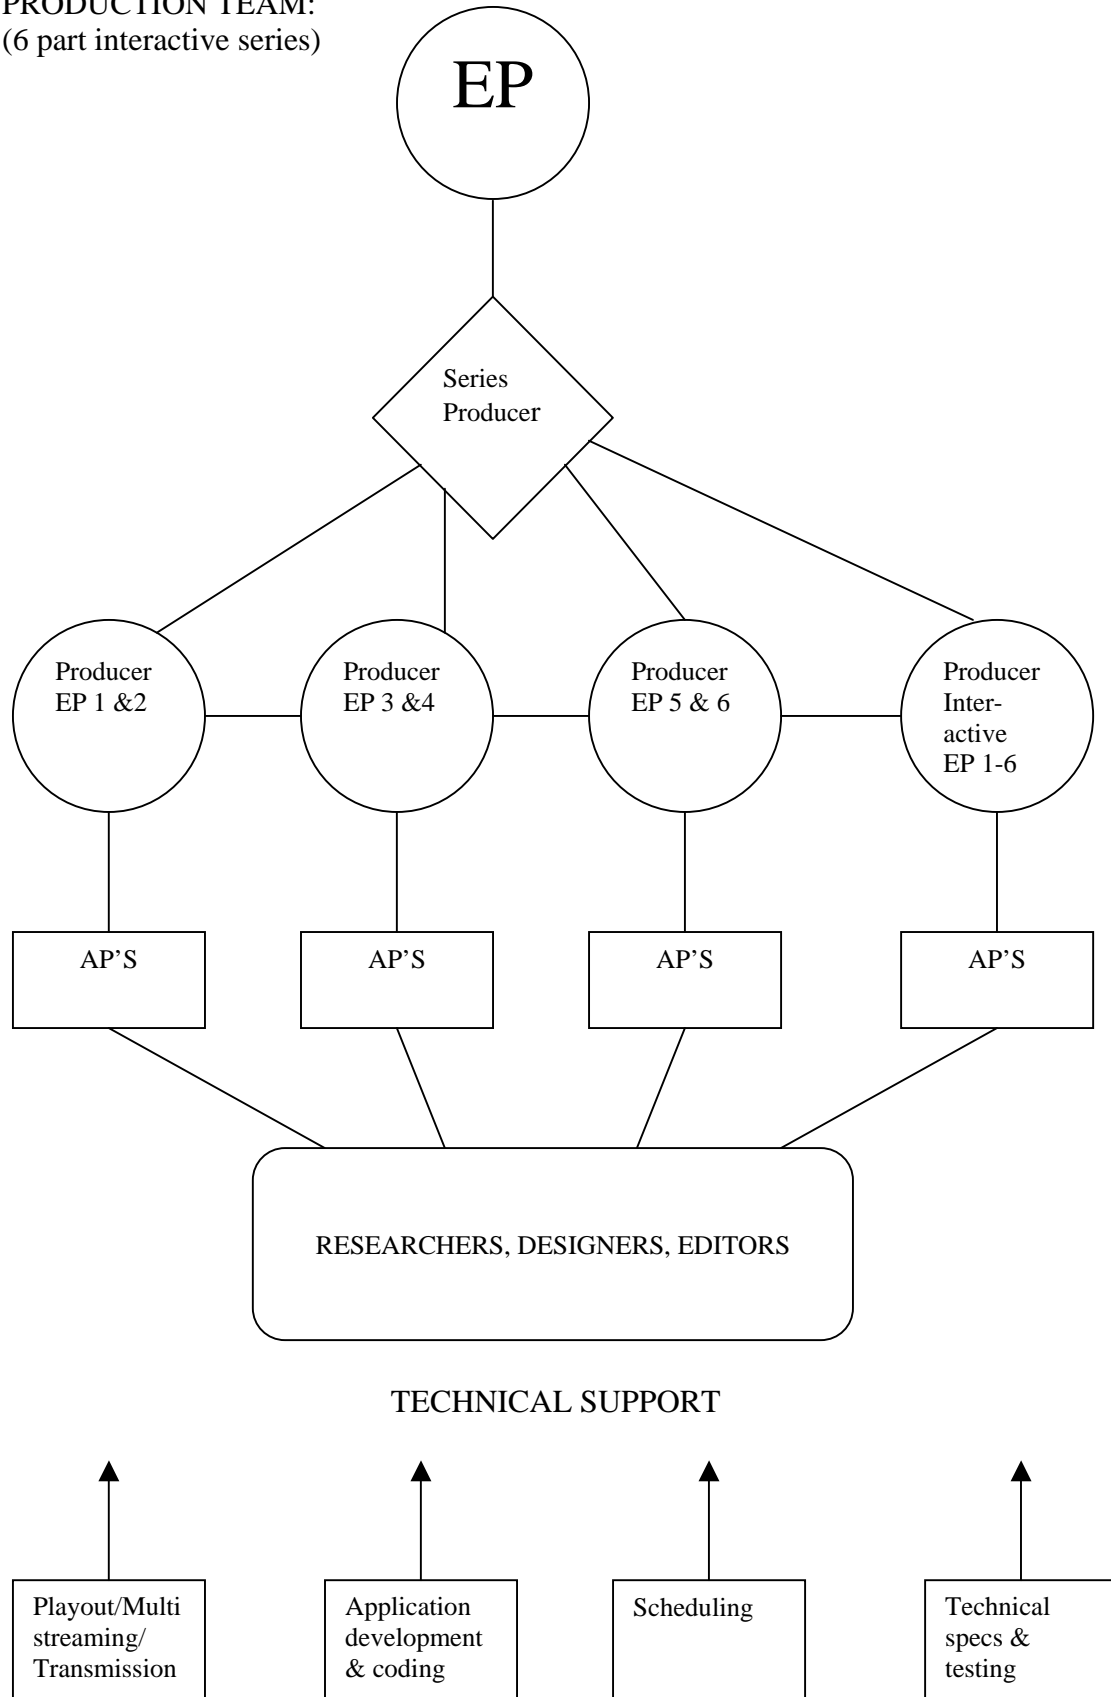 PRODUCTION TEAM:
(6 part interactive series)
EP
Series
Producer
Producer
EP 1 &2
Producer
EP 3 &4
Producer
EP 5 & 6
Producer
Inter-
active
EP 1-6
AP’S
AP’S
AP’S
AP’S
RESEARCHERS, DESIGNERS, EDITORS
TECHNICAL SUPPORT
Playout/Multi
streaming/
Transmission
Application
development
& coding
Scheduling
Technical
specs &
testing